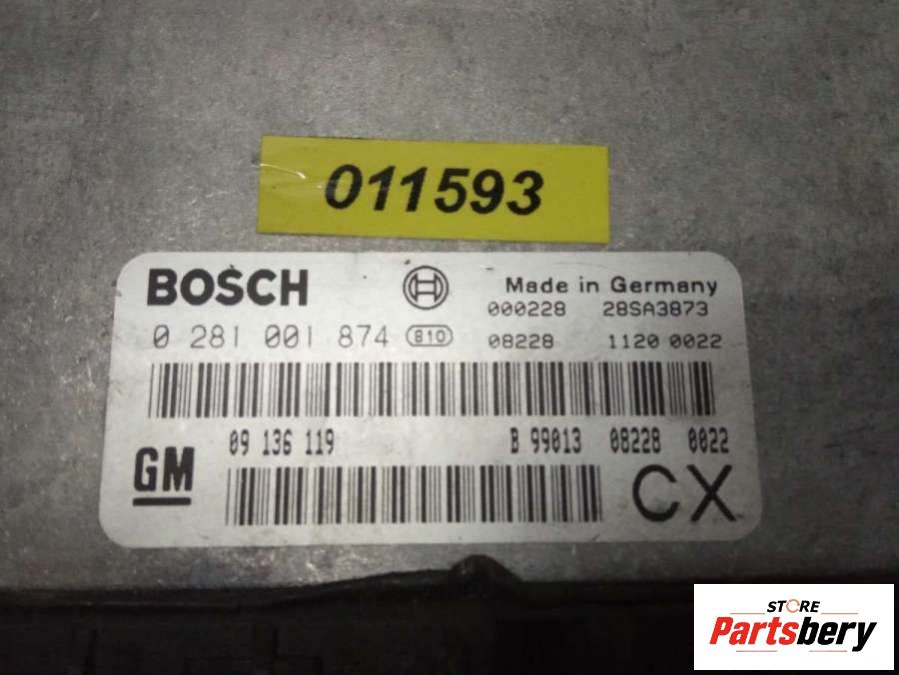 011593
BOSCH Made in Germany
000228 28SA3873
0 281 001 874 810 08228 1120 0022
09 136 119 B 99013 08228 0022
GM CX
STORE
Partsbery